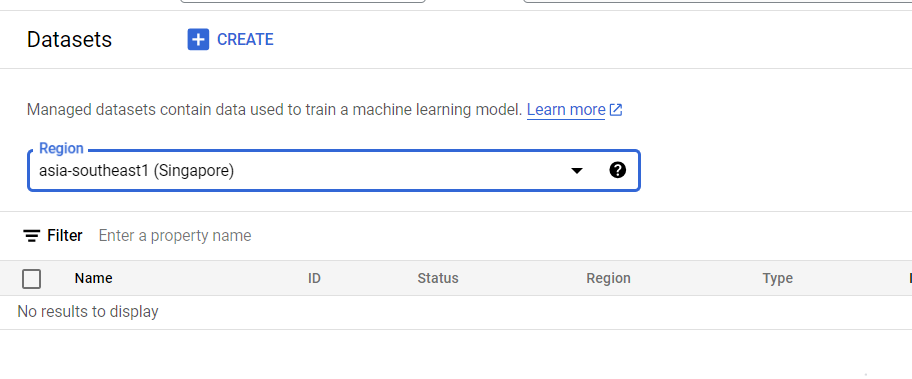 Datasets CREATE
Managed datasets contain data used to train a machine learning model. Learn more
Region
asia-southeast1 (Singapore)
Filter Enter a property name
Name ID Status Region Type
No results to display